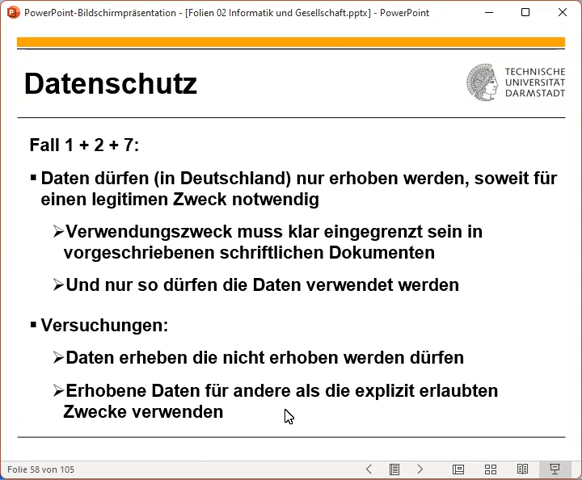 PowerPoint-Bildschirmpräsentation - [Folien 02 Informatik und Gesellschaft.pptx] - PowerPoint
Datenschutz
TECHNISCHE
UNIVERSITÄT
DARMSTADT
Fall 1 + 2 + 7:
▪ Daten dürfen (in Deutschland) nur erhoben werden, soweit für
einen legitimen Zweck notwendig
➢Verwendungszweck muss klar eingegrenzt sein in
vorgeschriebenen schriftlichen Dokumenten
➢Und nur so dürfen die Daten verwendet werden
▪ Versuchungen:
➢Daten erheben die nicht erhoben werden dürfen
➢Erhobene Daten für andere als die explizit erlaubten
Zwecke verwenden
Folie 58 von 105